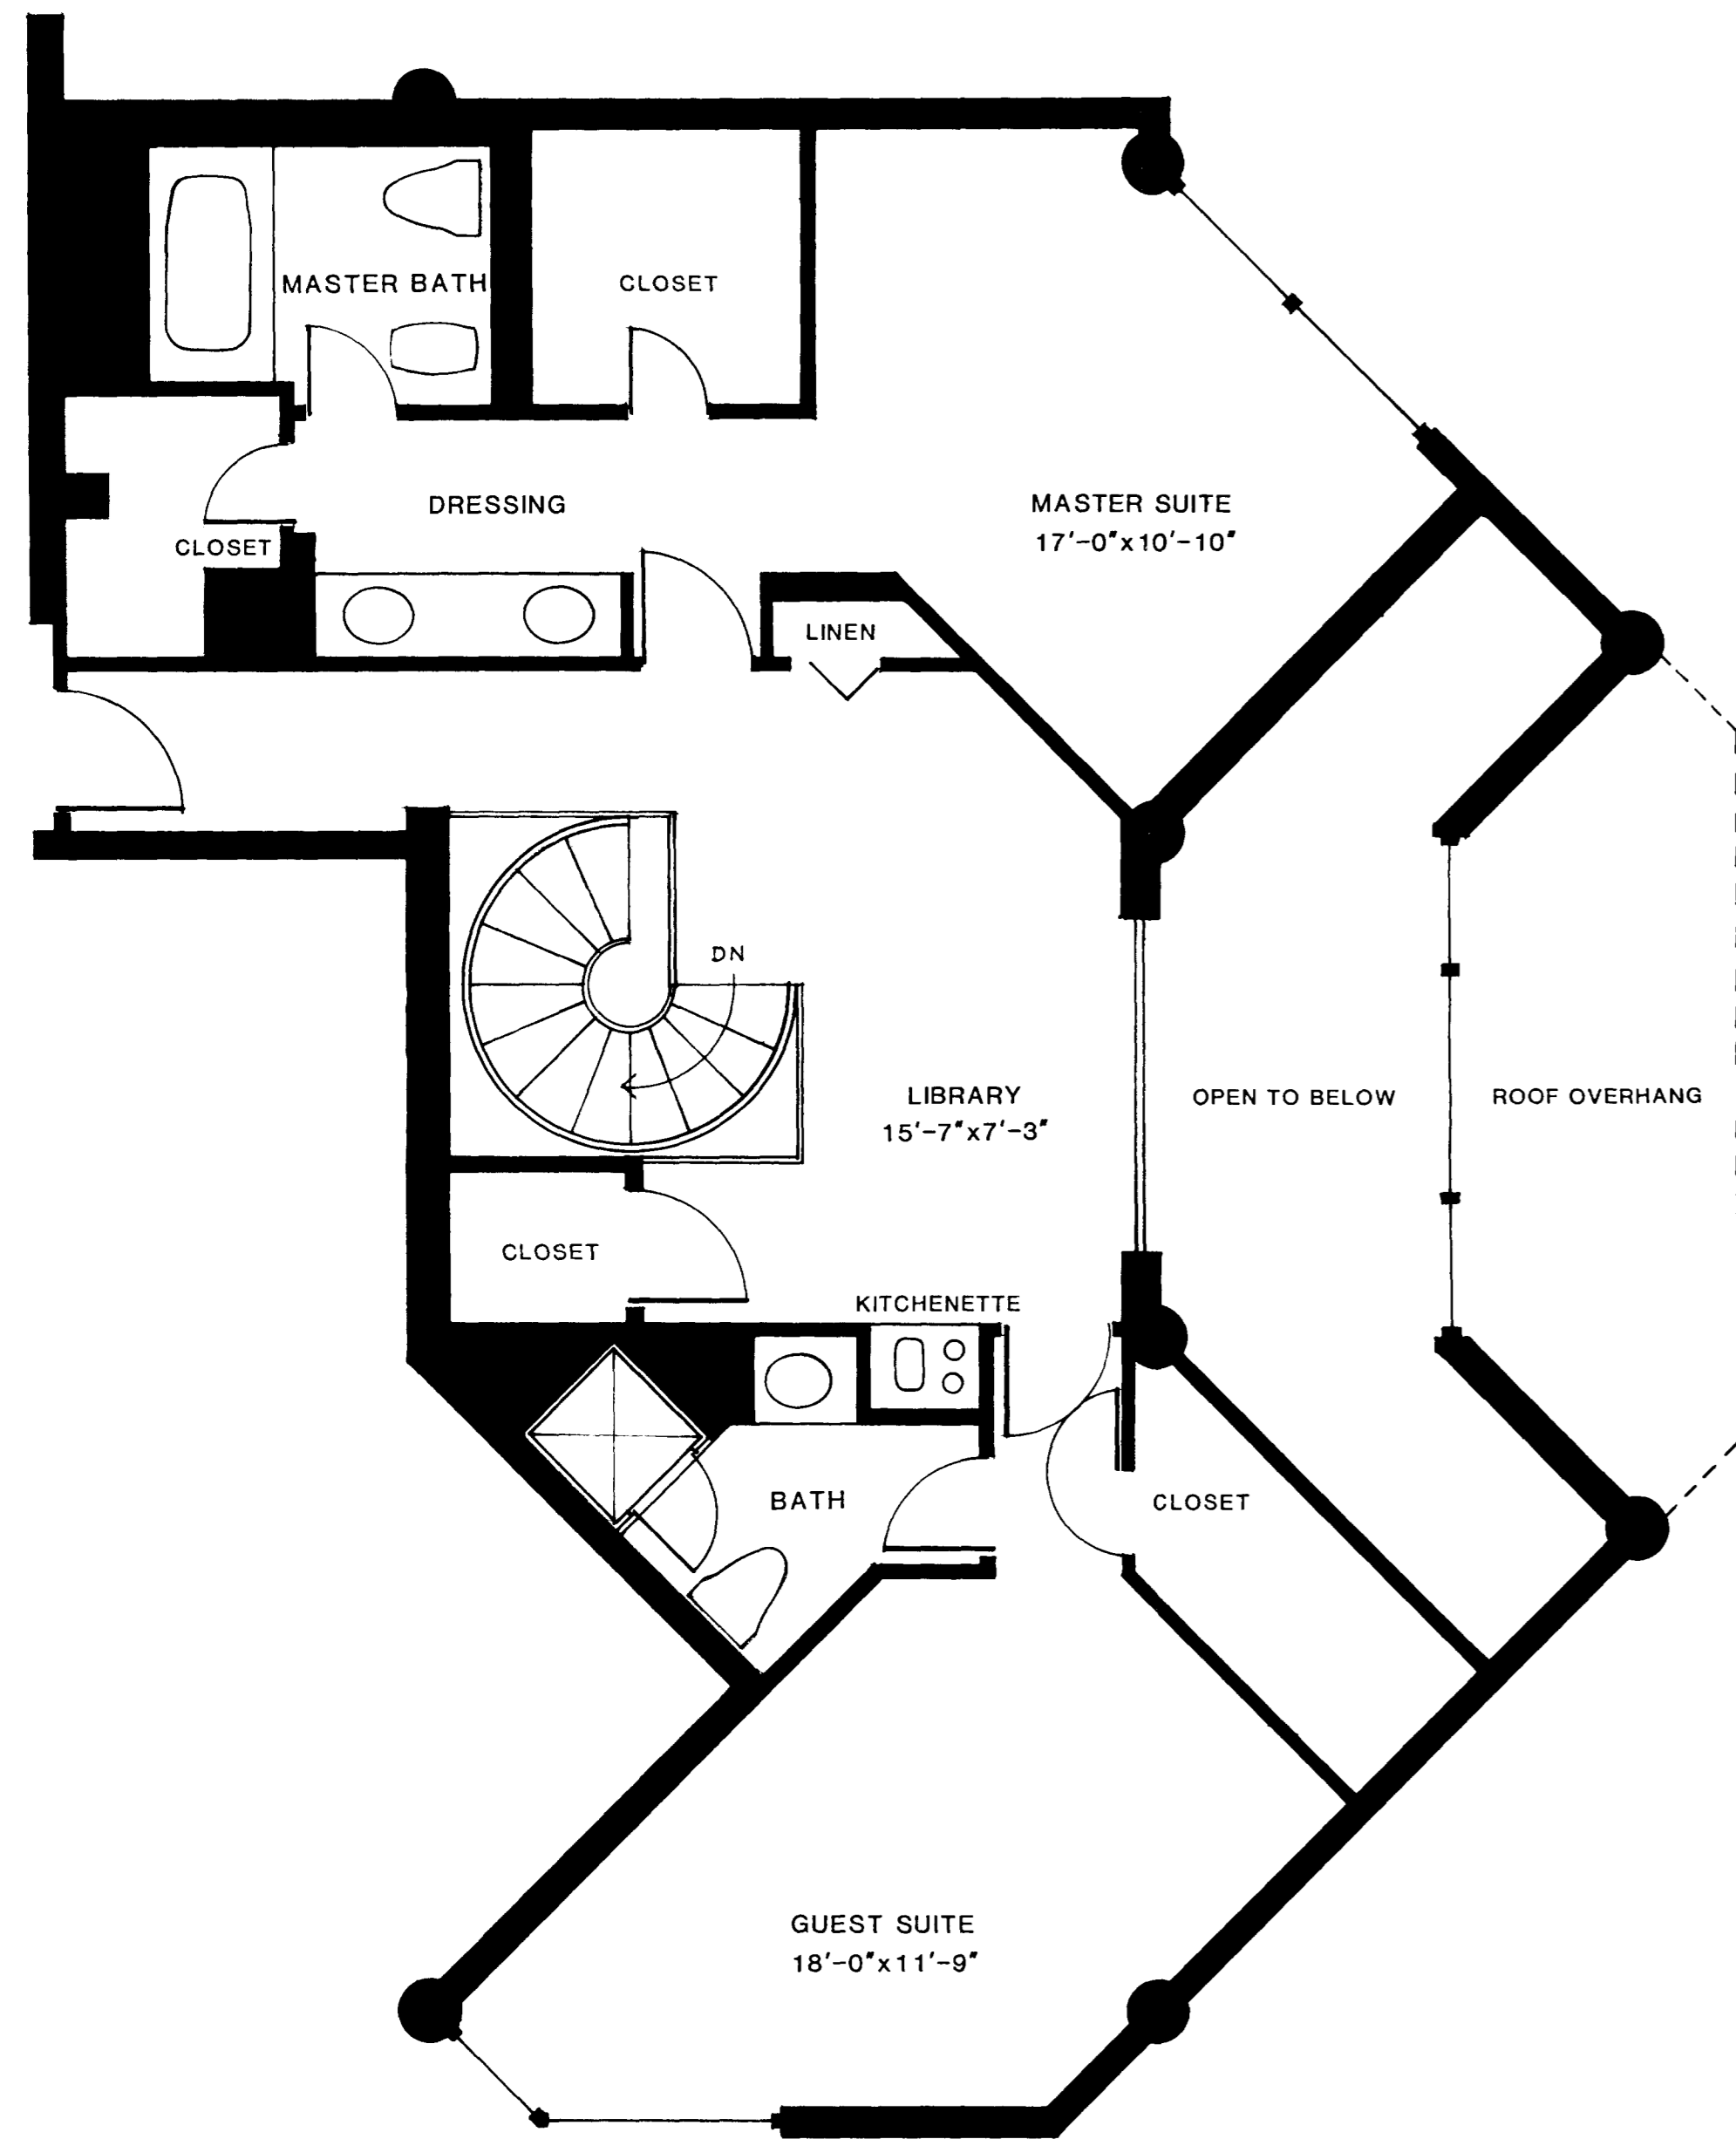 MASTER BATH
CLOSET
DRESSING
MASTER SUITE
17'-0"x10'-10"
CLOSET
LINEN
DN
LIBRARY
15'-7"x7'-3"
OPEN TO BELOW
ROOF OVERHANG
CLOSET
KITCHENETTE
BATH
CLOSET
GUEST SUITE
18'-0"x11'-9"